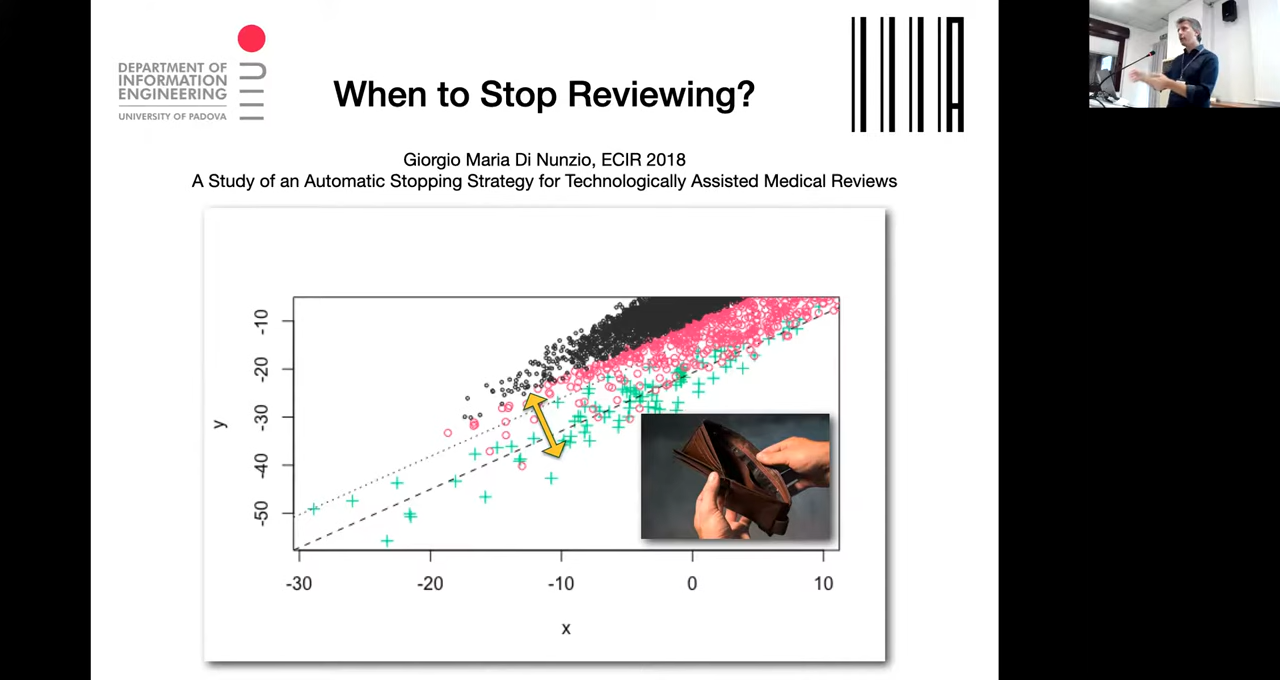 DEPARTMENT OF
INFORMATION
ENGINEERING
UNIVERSITY OF PADOVA
When to Stop Reviewing?
Giorgio Maria Di Nunzio, ECIR 2018
A Study of an Automatic Stopping Strategy for Technologically Assisted Medical Reviews
y
-10
-20
-30
-40
-50
-30 -20 -10 0 10
x